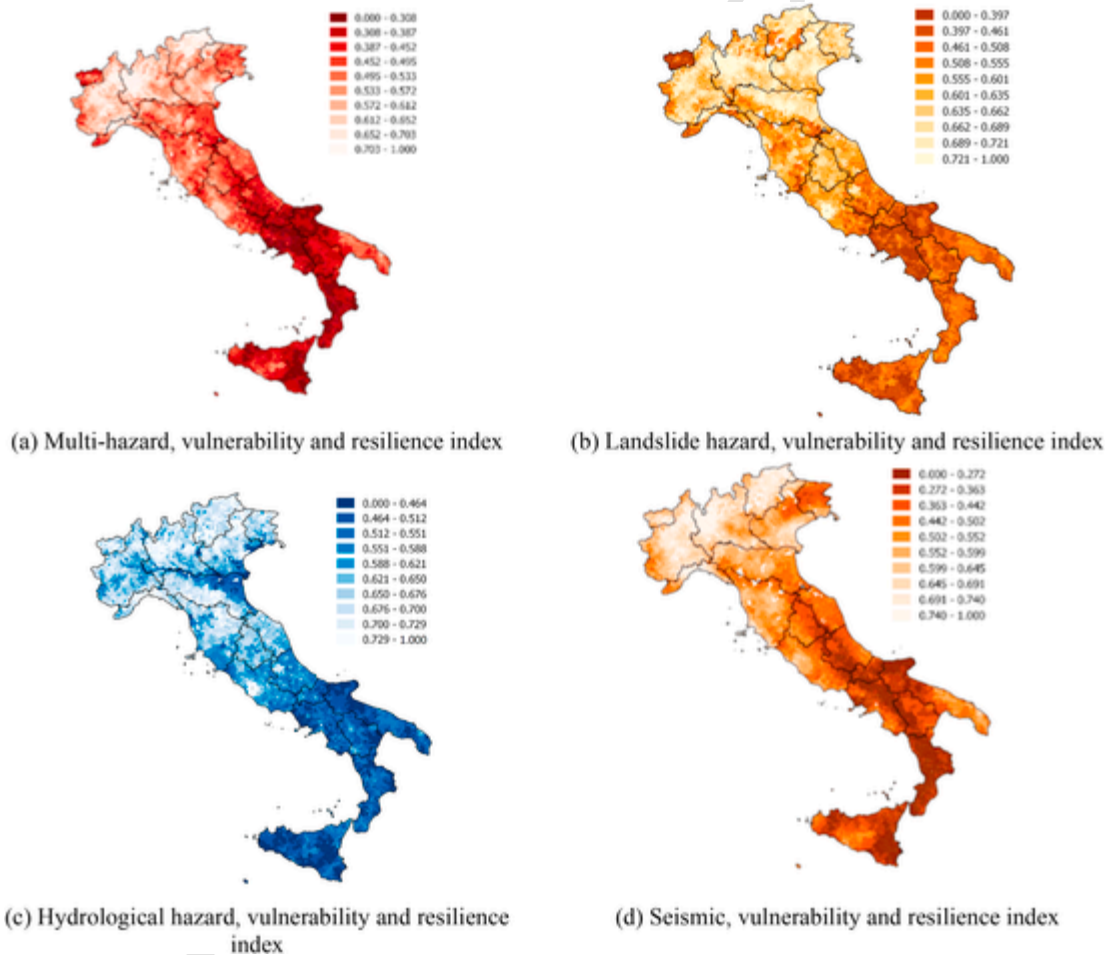 0.000 - 0.308
0.308 - 0.387
0.387 - 0.452
0.452 - 0.495
0.495 - 0.533
0.533 - 0.572
0.572 - 0.612
0.612 - 0.652
0.652 - 0.703
0.703 - 1.000
(a) Multi-hazard, vulnerability and resilience index
0.000 - 0.397
0.397 - 0.461
0.461 - 0.508
0.508 - 0.555
0.555 - 0.601
0.601 - 0.635
0.635 - 0.662
0.662 - 0.689
0.689 - 0.721
0.721 - 1.000
(b) Landslide hazard, vulnerability and resilience index
0.000 - 0.464
0.464 - 0.512
0.512 - 0.551
0.551 - 0.588
0.588 - 0.621
0.621 - 0.650
0.650 - 0.676
0.676 - 0.700
0.700 - 0.729
0.729 - 1.000
(c) Hydrological hazard, vulnerability and resilience
index
0.000 - 0.272
0.272 - 0.363
0.363 - 0.442
0.442 - 0.502
0.502 - 0.552
0.552 - 0.599
0.599 - 0.645
0.645 - 0.691
0.691 - 0.740
0.740 - 1.000
(d) Seismic, vulnerability and resilience index